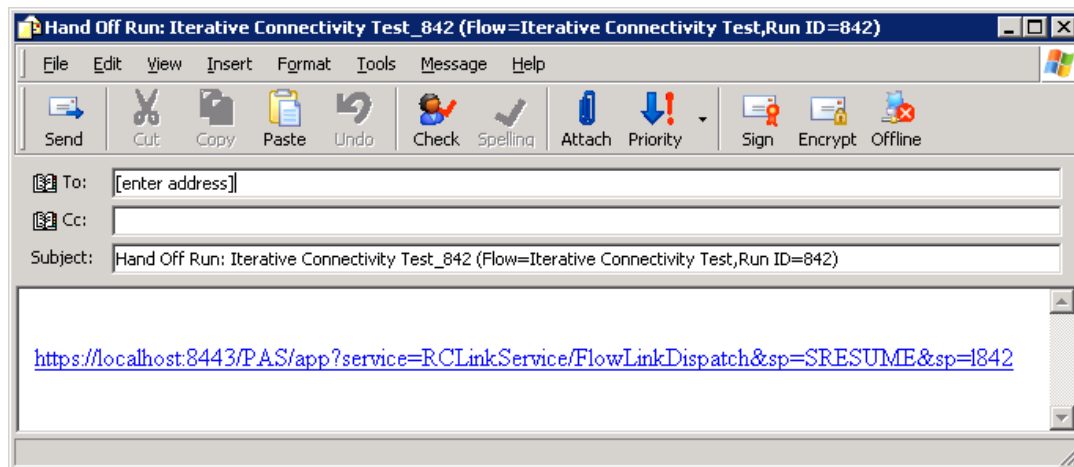 Hand Off Run: Iterative Connectivity Test_842 (Flow=Iterative Connectivity Test,Run ID=842)
File Edit View Insert Format Tools Message Help
Send Cut Copy Paste Undo Check Spelling Attach Priority Sign Encrypt Offline
To: [enter address]
Cc:
Subject: Hand Off Run: Iterative Connectivity Test_842 (Flow=Iterative Connectivity Test,Run ID=842)
https://localhost:8443/PAS/app?service=RCLinkService/FlowLinkDispatch&sp=SRESUME&sp=l842